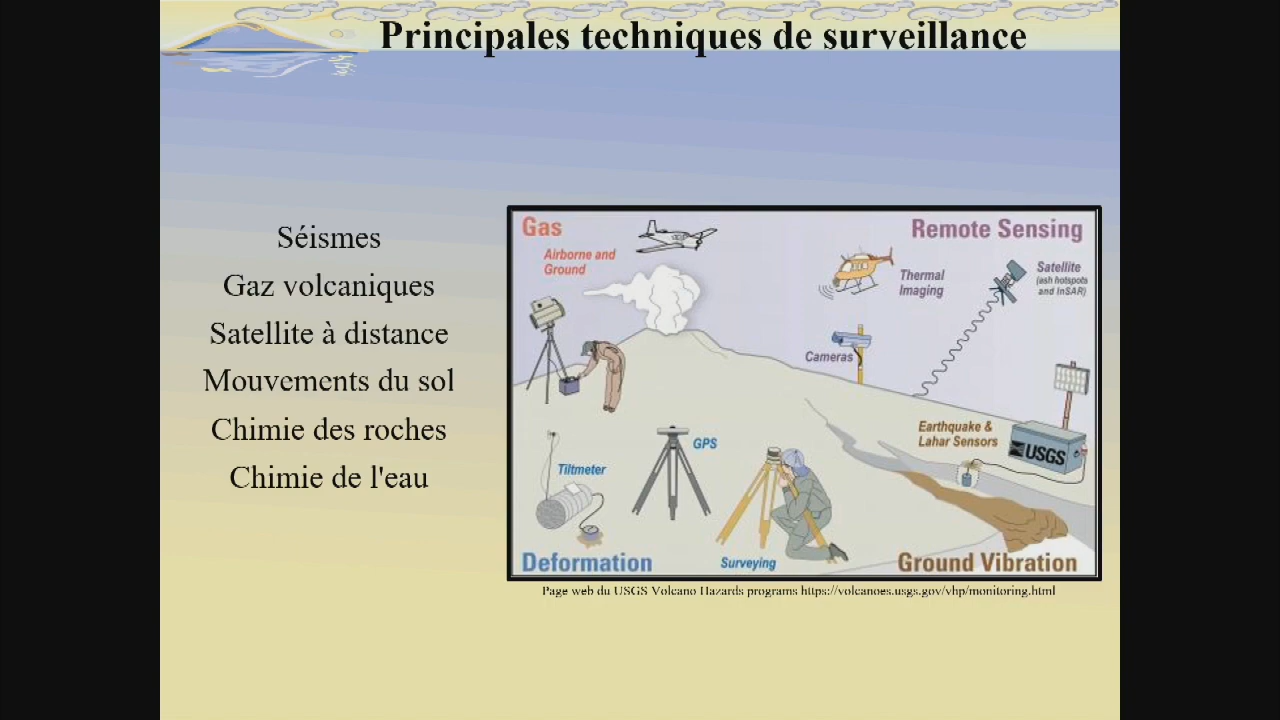 Principales techniques de surveillance
Séismes
Gaz volcaniques
Satellite à distance
Mouvements du sol
Chimie des roches
Chimie de l'eau
Gas
Airborne and
Ground
Remote Sensing
Thermal
Imaging
Satellite
(ash hotspots
and InSAR)
Cameras
Earthquake &
Lahar Sensors
USGS
GPS
Tiltmeter
Deformation
Surveying
Ground Vibration
Page web du USGS Volcano Hazards programs https://volcanoes.usgs.gov/vhp/monitoring.html